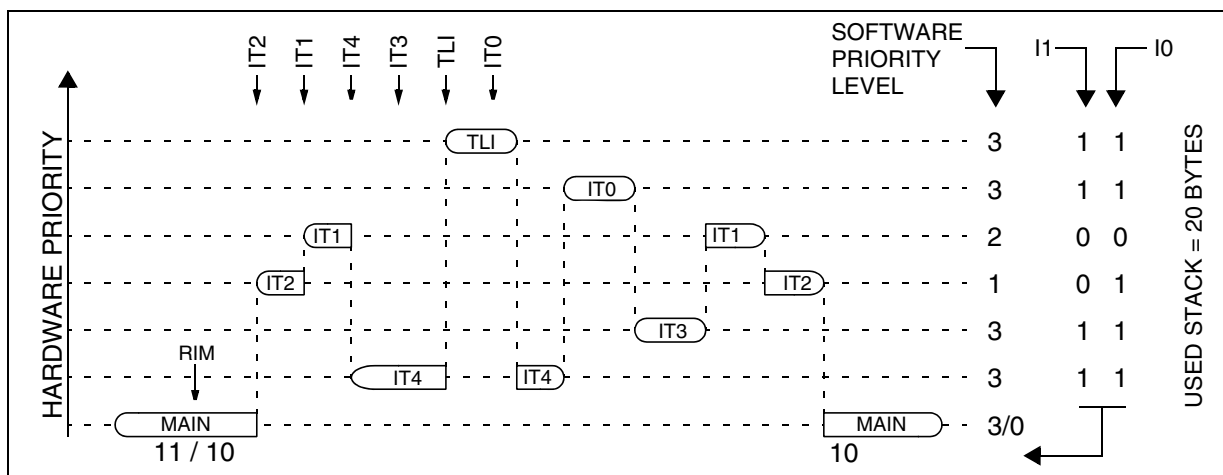 IT2
IT1
IT4
IT3
TLI
IT0
SOFTWARE
PRIORITY
LEVEL
I1
I0
HARDWARE PRIORITY
TLI
3
1 1
IT0
3
1 1
IT1
IT1
2
0 0
IT2
IT2
1
0 1
IT3
3
1 1
RIM
IT4
IT4
3
1 1
MAIN
MAIN
3/0
11 / 10
10
USED STACK = 20 BYTES